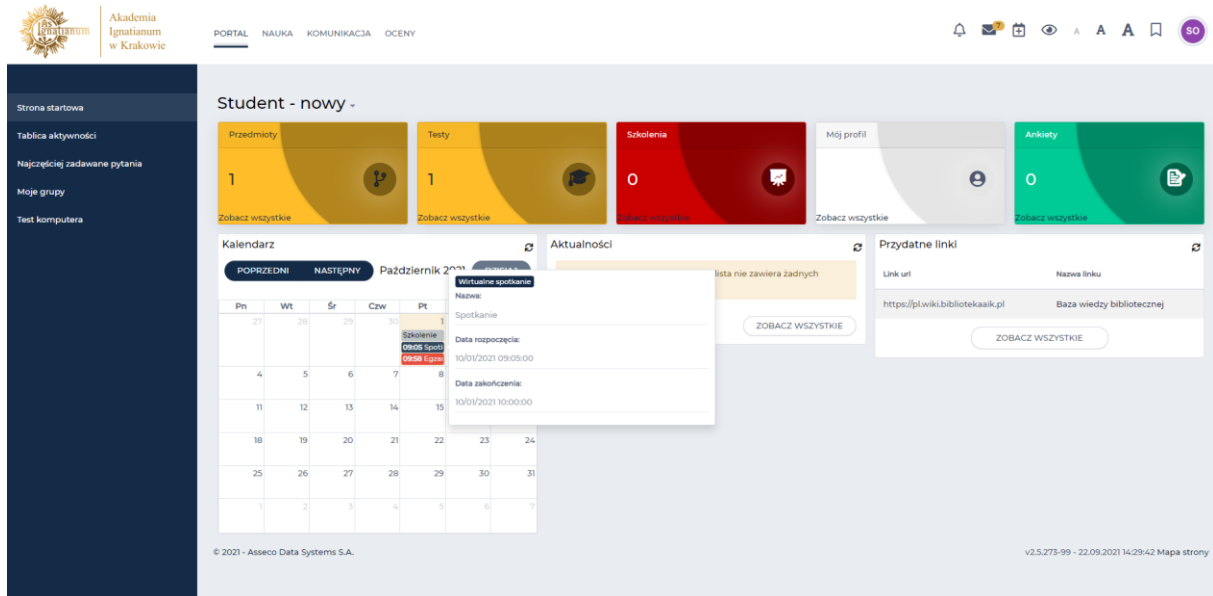 As
Ignatianum
Akademia
Ignatianum
w Krakowie
PORTAL NAUKA KOMUNIKACJA OCENY
7
A A A
SO
Strona startowa
Tablica aktywności
Najczęściej zadawane pytania
Moje grupy
Test komputera
Student - nowy
Przedmioty
1
Zobacz wszystkie
Testy
1
Zobacz wszystkie
Szkolenia
0
Zobacz wszystkie
Mój profil
Zobacz wszystkie
Ankiety
0
Zobacz wszystkie
Kalendarz
POPRZEDNI NASTĘPNY Październik 2021
Pn Wt Śr Czw Pt
27 28 29 30 1
Szkolenie
09:05 Spotk
09:58 Egza
4 5 6 7 8
11 12 13 14 15
18 19 20 21 22 23 24
25 26 27 28 29 30 31
1 2 3 4 5 6 7
Wirtualne spotkanie
Nazwa:
Spotkanie
Data rozpoczęcia:
10/01/2021 09:05:00
Data zakończenia:
10/01/2021 10:00:00
Aktualności
lista nie zawiera żadnych
ZOBACZ WSZYSTKIE
Przydatne linki
Link url Nazwa linku
https://pl.wiki.bibliotekaaik.pl Baza wiedzy bibliotecznej
ZOBACZ WSZYSTKIE
© 2021 - Asseco Data Systems S.A.
v2.5.273-99 - 22.09.2021 14:29:42 Mapa strony